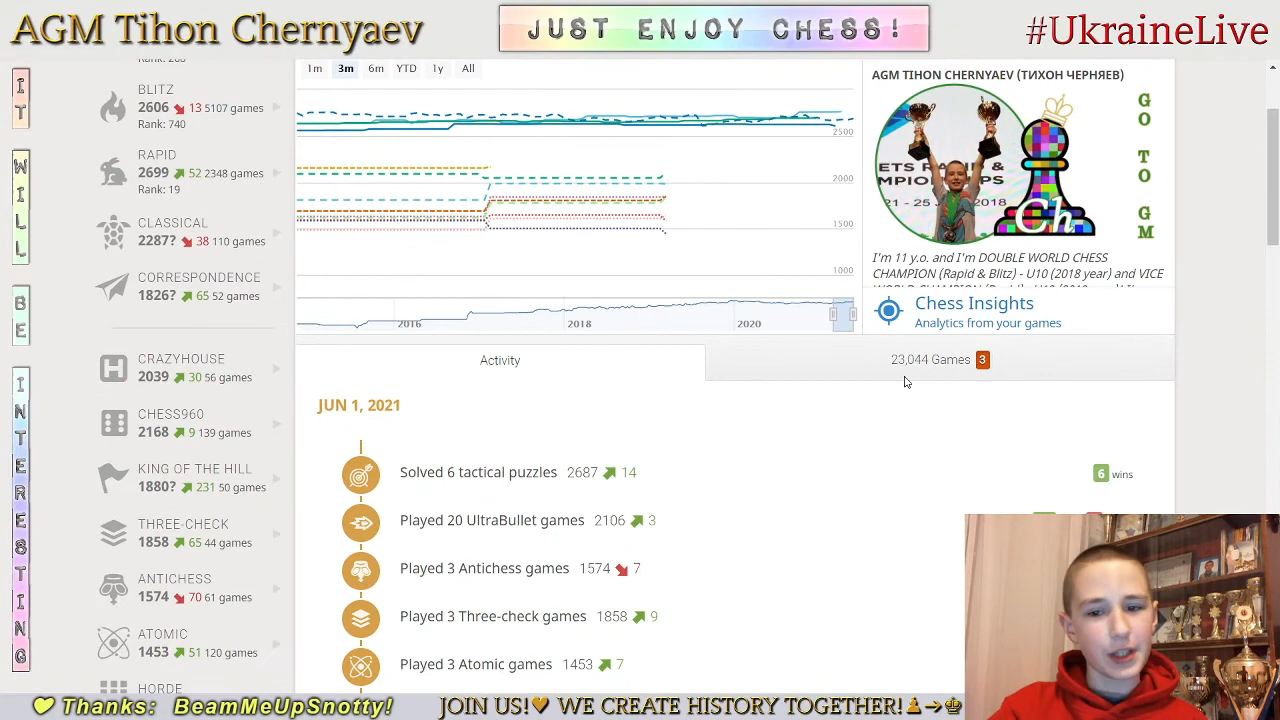 AGM Tihon Chernyaev
JUST ENJOY CHESS!
#UkraineLive
IT
WILL
BE
INTERESTING
BLITZ
2606 13 5107 games
Rank: 740
RAPID
2699 52 2348 games
Rank: 19
CLASSICAL
2287? 38 110 games
CORRESPONDENCE
1826? 65 52 games
CRAZYHOUSE
2039 30 56 games
CHESS960
2168 9 139 games
KING OF THE HILL
1880? 231 50 games
THREE-CHECK
1858 65 44 games
ANTICHESS
1574 70 61 games
ATOMIC
1453 51 120 games
HORDE
1m 3m 6m YTD 1y All
2500
2000
1500
1000
2016 2018 2020
AGM TIHON CHERNYAEV (ТИХОН ЧЕРНЯЕВ)
ETS RAPID &
MPIO
21 - 25 2018
Ch
GO
TO
GM
I'm 11 y.o. and I'm DOUBLE WORLD CHESS
CHAMPION (Rapid & Blitz) - U10 (2018 year) and VICE
Chess Insights
Analytics from your games
Activity
23,044 Games 3
JUN 1, 2021
Solved 6 tactical puzzles 2687 14
6 wins
Played 20 UltraBullet games 2106 3
Played 3 Antichess games 1574 7
Played 3 Three-check games 1858 9
Played 3 Atomic games 1453 7
Thanks: BeamMeUpSnotty!
JOIN US!♥ WE CREATE HISTORY TOGETHER!♟→♔